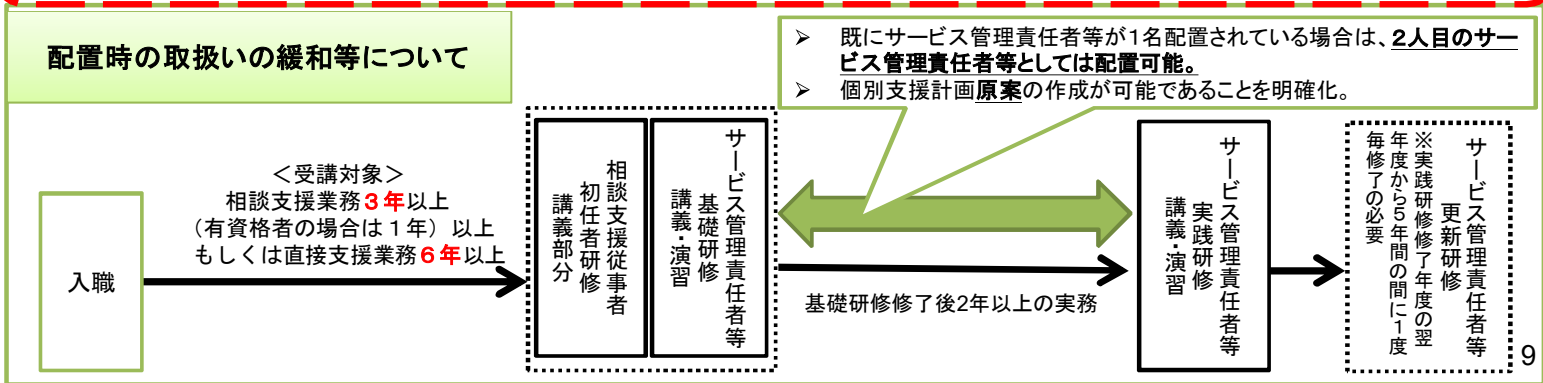 配置時の取扱いの緩和等について
➢ 既にサービス管理責任者等が1名配置されている場合は、２人目のサー
ビス管理責任者等としては配置可能。
➢ 個別支援計画原案の作成が可能であることを明確化。
入職
＜受講対象＞
相談支援業務３年以上
（有資格者の場合は１年）以上
もしくは直接支援業務６年以上
相談支援従事者
初任者研修
講義部分
サービス管理責任者等
基礎研修
講義・演習
基礎研修修了後2年以上の実務
サービス管理責任者等
実践研修
講義・演習
サービス管理責任者等
更新研修
※実践研修修了年度の翌
年度から５年間の間に１度
毎修了の必要
9